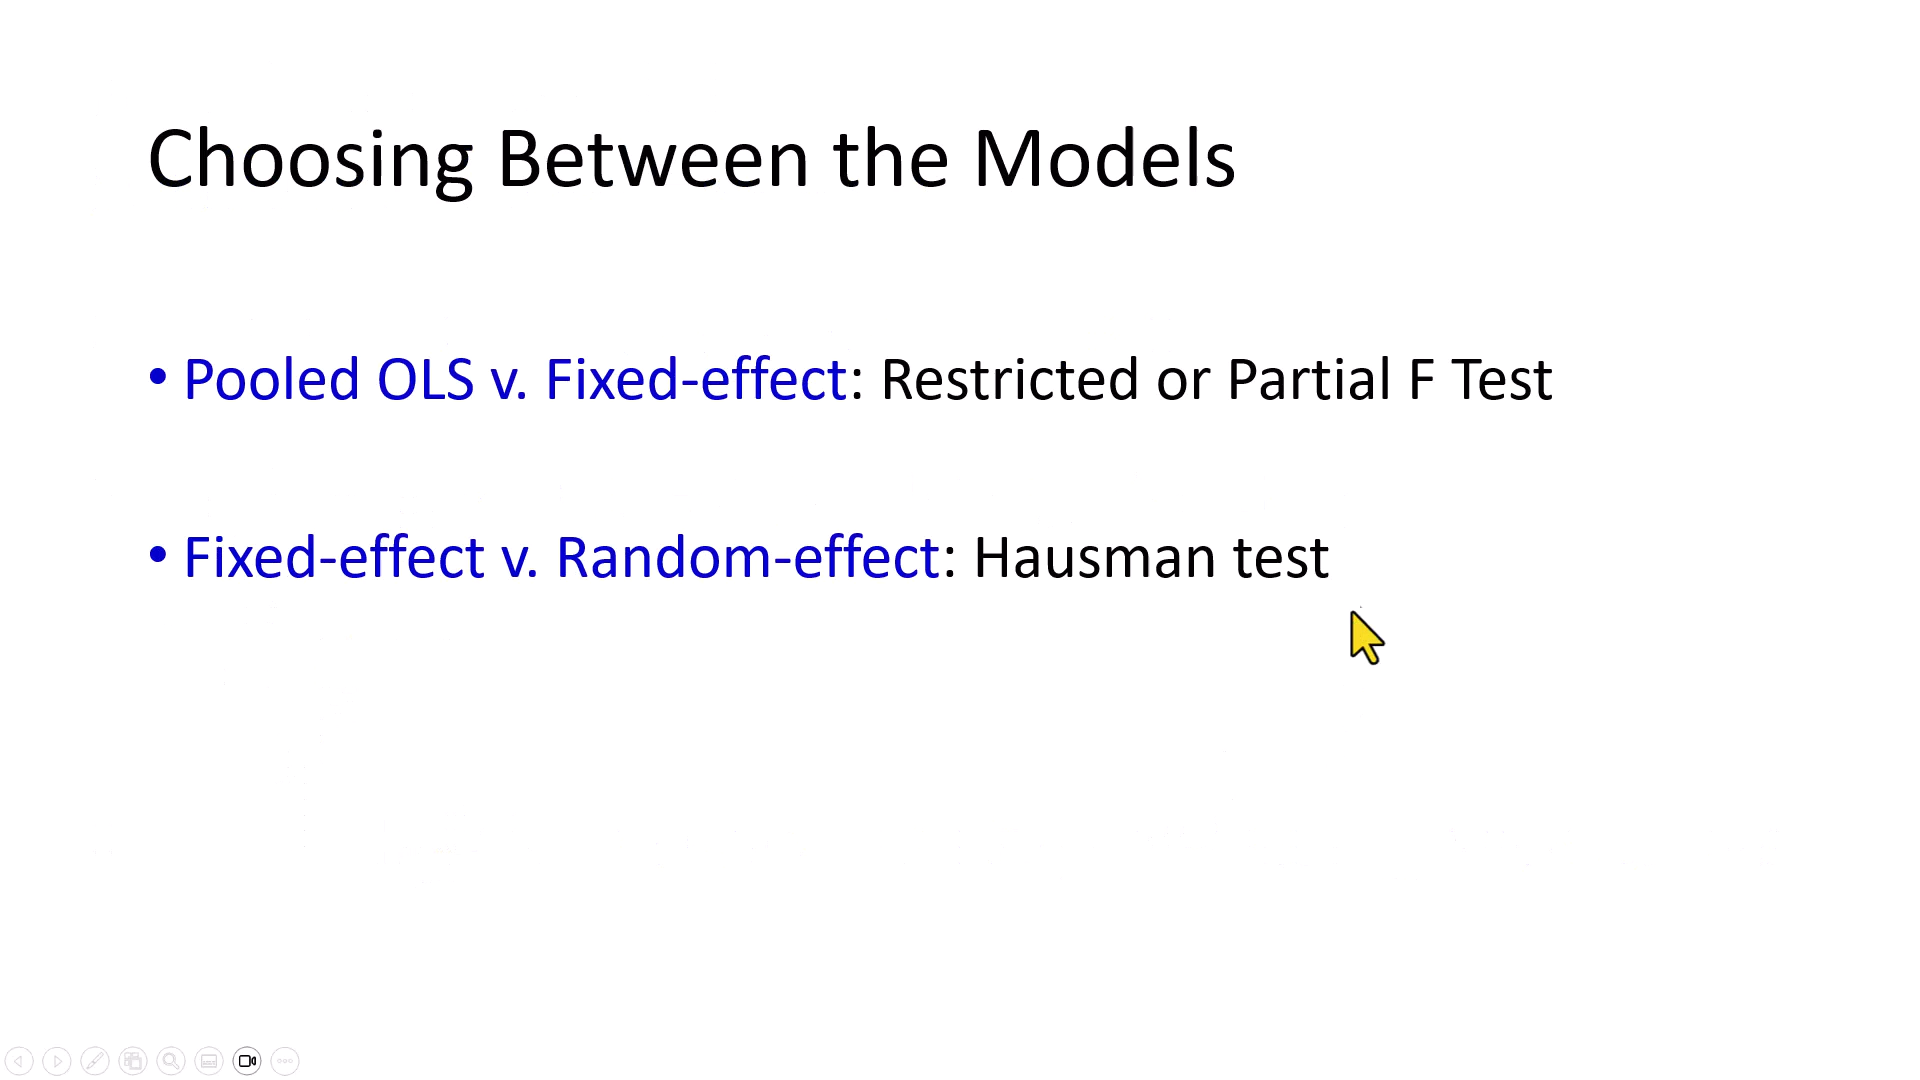 Choosing Between the Models
• Pooled OLS v. Fixed-effect: Restricted or Partial F Test
• Fixed-effect v. Random-effect: Hausman test